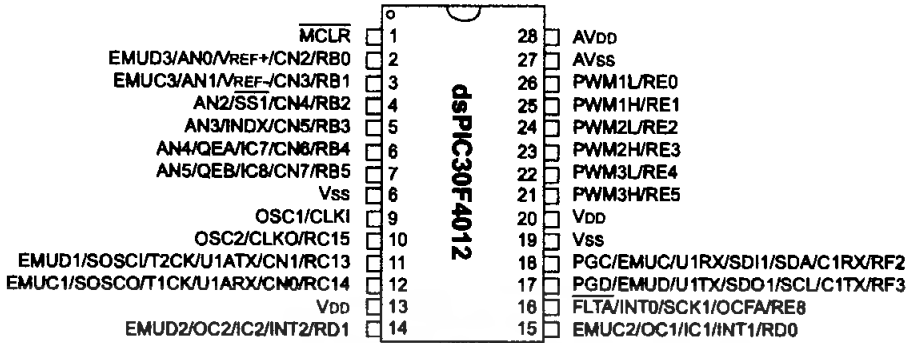 MCLR 1 28 AVDD
EMUD3/AN0/VREF+/CN2/RB0 2 27 AVSS
EMUC3/AN1/VREF-/CN3/RB1 3 26 PWM1L/RE0
AN2/SS1/CN4/RB2 4 25 PWM1H/RE1
AN3/INDX/CN5/RB3 5 24 PWM2L/RE2
AN4/QEA/IC7/CN6/RB4 6 23 PWM2H/RE3
AN5/QEB/IC8/CN7/RB5 7 22 PWM3L/RE4
VSS 8 21 PWM3H/RE5
OSC1/CLKI 9 20 VDD
OSC2/CLKO/RC15 10 19 VSS
EMUD1/SOSCI/T2CK/U1ATX/CN1/RC13 11 18 PGC/EMUC/U1RX/SDI1/SDA/C1RX/RF2
EMUC1/SOSCO/T1CK/U1ARX/CN0/RC14 12 17 PGD/EMUD/U1TX/SDO1/SCL/C1TX/RF3
VDD 13 16 FLTA/INT0/SCK1/OCFA/RE8
EMUD2/OC2/IC2/INT2/RD1 14 15 EMUC2/OC1/IC1/INT1/RD0
dsPIC30F4012